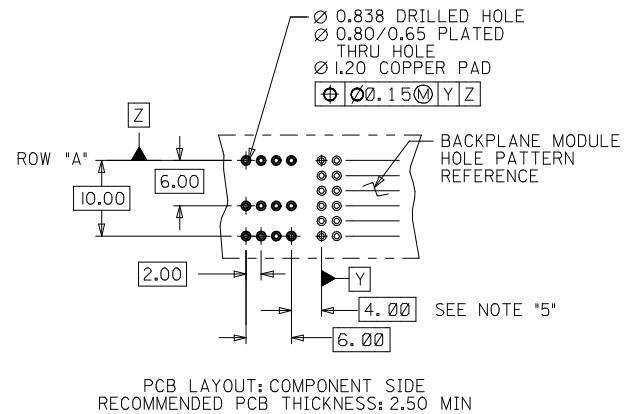 Ø 0.838 DRILLED HOLE
Ø 0.80/0.65 PLATED
THRU HOLE
Ø 1.20 COPPER PAD
⌖ Ø0.15Ⓜ Y Z
Z
BACKPLANE MODULE
HOLE PATTERN
REFERENCE
ROW "A"
6.00
10.00
2.00
Y
4.00 SEE NOTE "5"
6.00
PCB LAYOUT: COMPONENT SIDE
RECOMMENDED PCB THICKNESS: 2.50 MIN